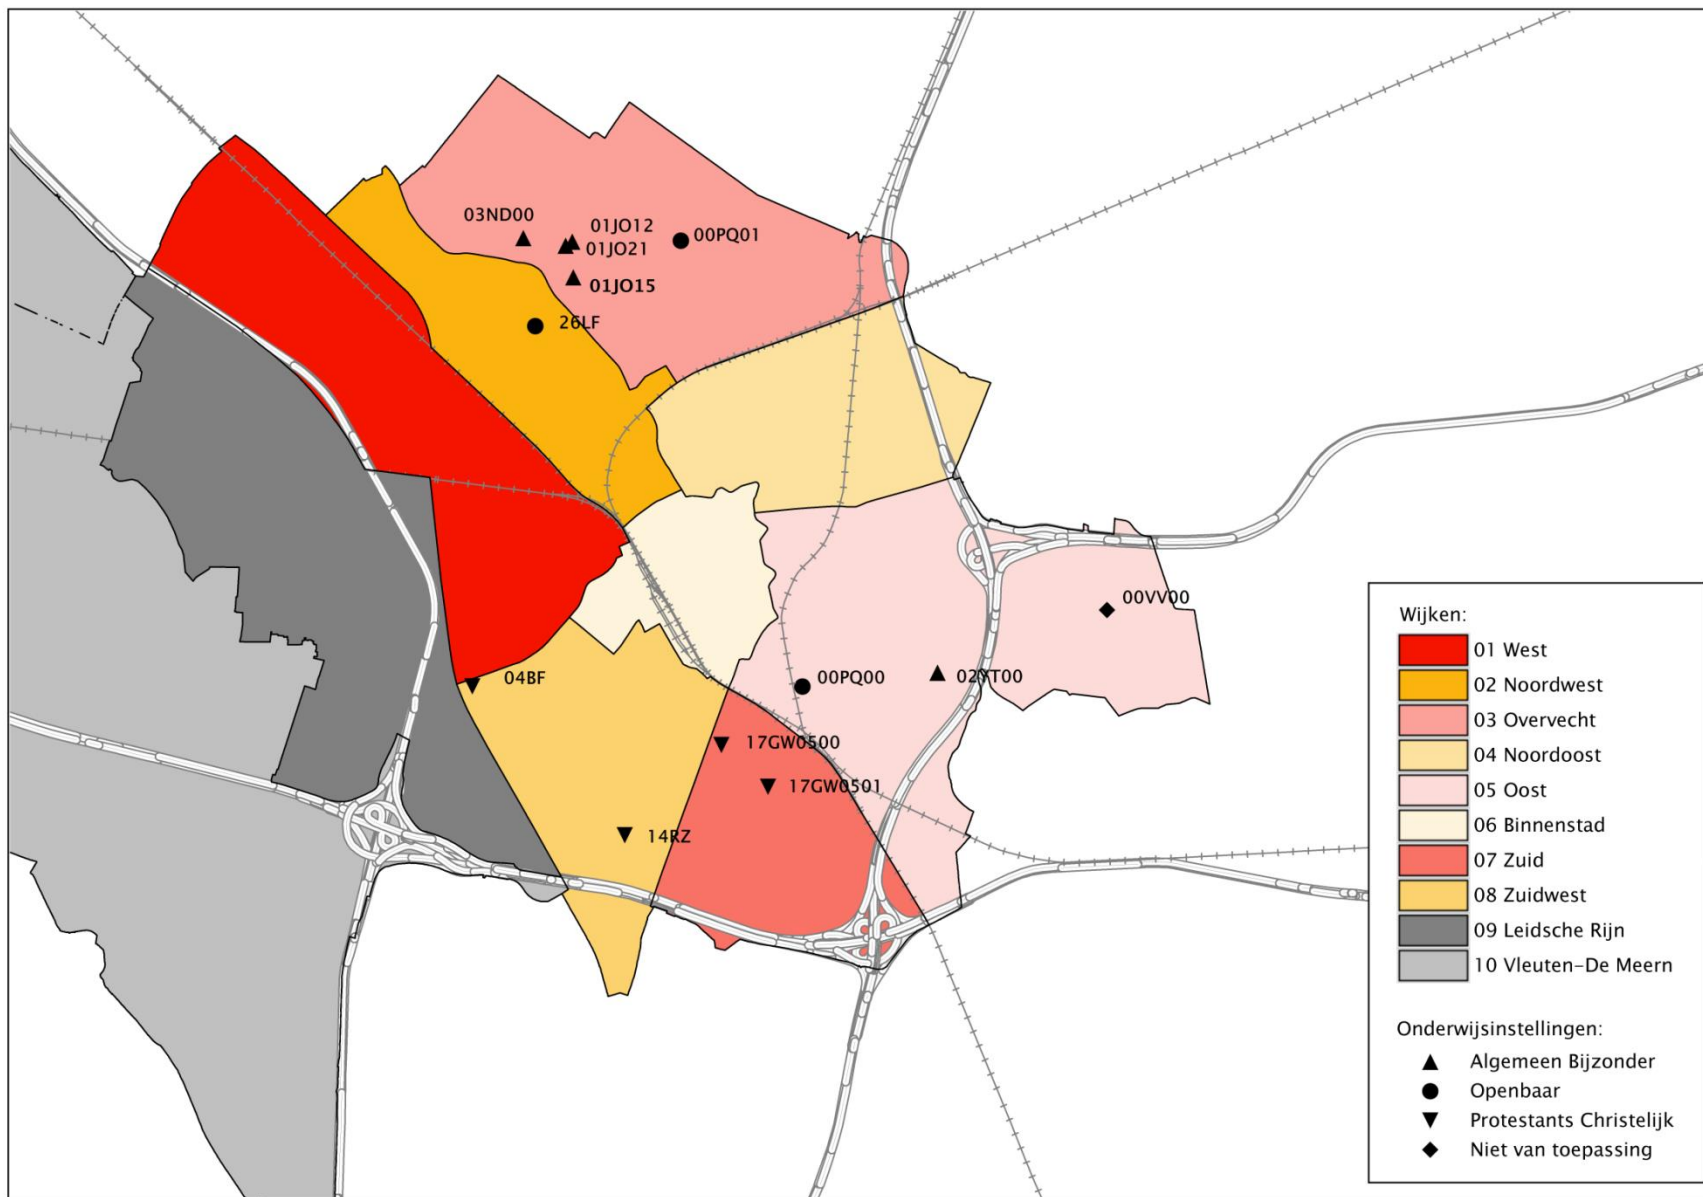 03ND00
01JO12
01JO21
00PQ01
01JO15
26LF
00VV00
04BF
00PQ00
02YT00
17GW0500
17GW0501
14RZ
Wijken:
01 West
02 Noordwest
03 Overvecht
04 Noordoost
05 Oost
06 Binnenstad
07 Zuid
08 Zuidwest
09 Leidsche Rijn
10 Vleuten-De Meern
Onderwijsinstellingen:
Algemeen Bijzonder
Openbaar
Protestants Christelijk
Niet van toepassing